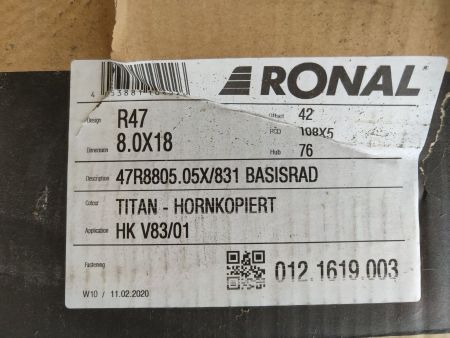 RONAL
Design R47 Offset 42
Dimension 8.0X18 PCD 108X5
Hub 76
Description 47R8805.05X/831 BASISRAD
Colour TITAN - HORNKOPIERT
Application HK V83/01
Fastening 012.1619.003
W10 / 11.02.2020